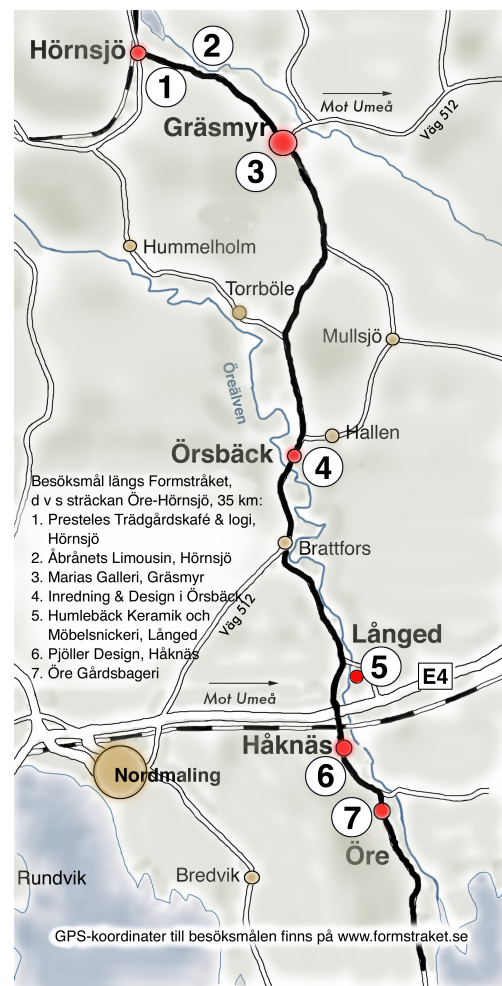 Hörnsjö
2
1
Mot Umeå
Gräsmyr
Väg 512
3
Hummelholm
Torrböle
Mullsjö
Öreälven
Hallen
Örsbäck
4
Besöksmål längs Formstråket,
d v s sträckan Öre-Hörnsjö, 35 km:
1. Presteles Trädgårdskafé & logi,
Hörnsjö
2. Åbrånets Limousin, Hörnsjö
3. Marias Galleri, Gräsmyr
4. Inredning & Design i Örsbäck
5. Humlebäck Keramik och
Möbelsnickeri, Långed
6. Pjöller Design, Håknäs
7. Öre Gårdsbageri
Brattfors
Väg 512
Långed
5
E4
Mot Umeå
Håknäs
6
Nordmaling
7
Öre
Rundvik
Bredvik
GPS-koordinater till besöksmålen finns på www.formstraket.se